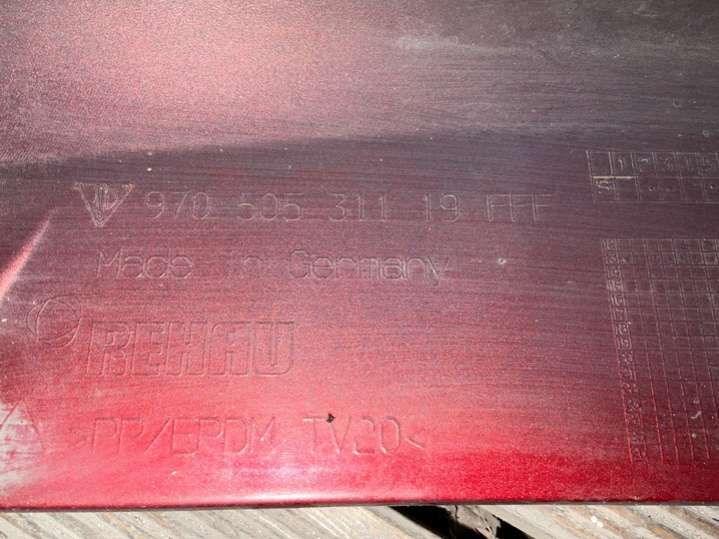 970 505 311 19 FFF
Made in Germany
REHAU
>PP/EPDM TV20<